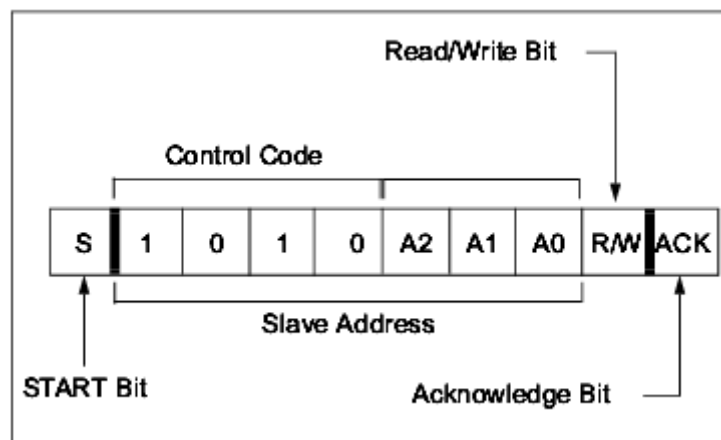 Read/Write Bit
Control Code
S 1 0 1 0 A2 A1 A0 R/W ACK
Slave Address
START Bit
Acknowledge Bit